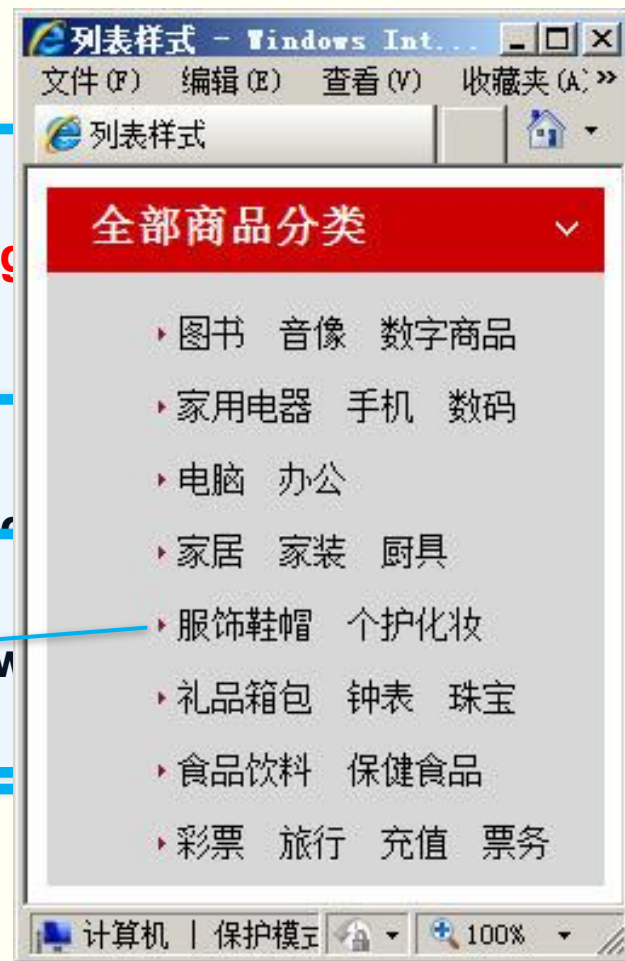 列表样式 - Windows Int...
文件(F) 编辑(E) 查看(V) 收藏夹(A) »
列表样式
全部商品分类
图书 音像 数字商品
家用电器 手机 数码
电脑 办公
家居 家装 厨具
服饰鞋帽 个护化妆
礼品箱包 钟表 珠宝
食品饮料 保健食品
彩票 旅行 充值 票务
计算机 | 保护模式 100%